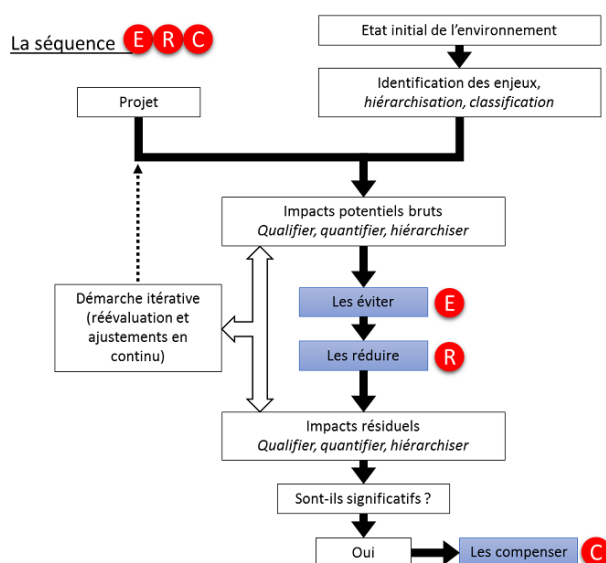 La séquence E R C
Etat initial de l'environnement
Identification des enjeux,
hiérarchisation, classification
Projet
Impacts potentiels bruts
Qualifier, quantifier, hiérarchiser
Démarche itérative
(réévaluation et
ajustements en
continu)
Les éviter
E
Les réduire
R
Impacts résiduels
Qualifier, quantifier, hiérarchiser
Sont-ils significatifs ?
Oui
Les compenser
C